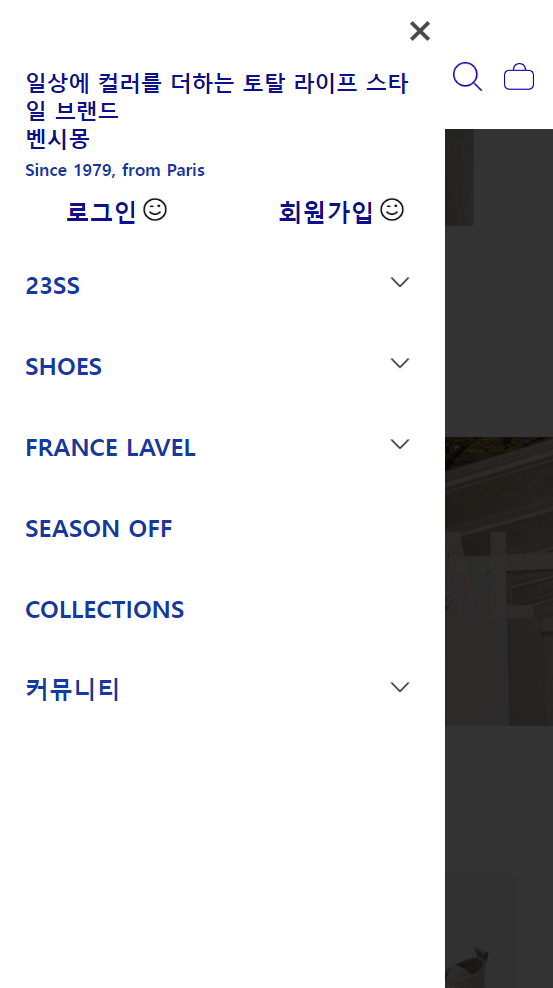 일상에 컬러를 더하는 토탈 라이프 스타
일 브랜드
벤시몽
Since 1979, from Paris
로그인 회원가입
23SS
SHOES
FRANCE LAVEL
SEASON OFF
COLLECTIONS
커뮤니티